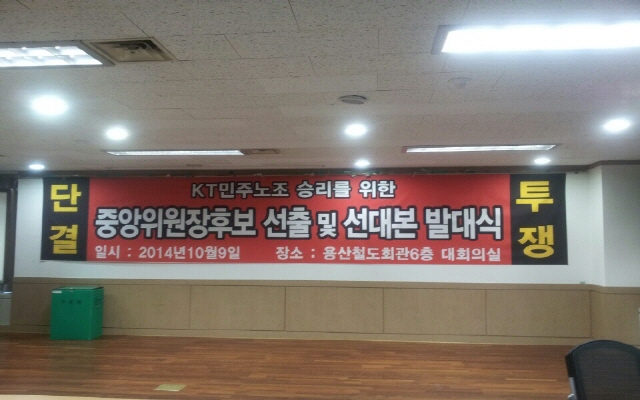 단결
KT민주노조 승리를 위한
중앙위원장후보 선출 및 선대본 발대식
일시 : 2014년10월9일 장소 : 용산철도회관6층 대회의실
투쟁